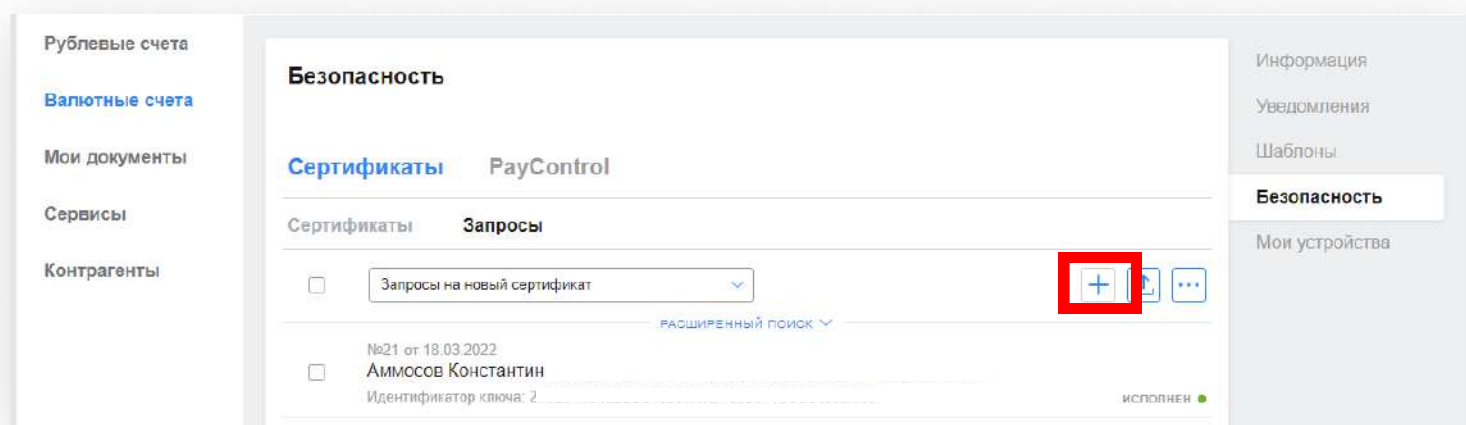 Рублевые счета
Валютные счета
Мои документы
Сервисы
Контрагенты
Безопасность
Сертификаты PayControl
Сертификаты Запросы
Запросы на новый сертификат
РАСШИРЕННЫЙ ПОИСК
№21 от 18.03.2022
Аммосов Константин
Идентификатор ключа: 2
ИСПОЛНЕН
Информация
Уведомления
Шаблоны
Безопасность
Мои устройства